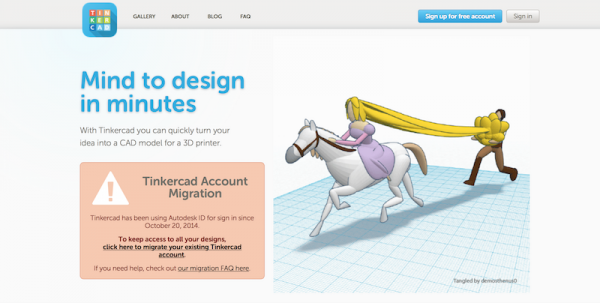 TIN
KER
CAD
GALLERY
ABOUT
BLOG
FAQ
Sign up for free account
Sign in
Mind to design
in minutes
With Tinkercad you can quickly turn your
idea into a CAD model for a 3D printer.
Tinkercad Account
Migration
Tinkercad has been using Autodesk ID for sign in since
October 20, 2014.
To keep access to all your designs,
click here to migrate your existing Tinkercad
account.
If you need help, check out our migration FAQ here.
Tangled by